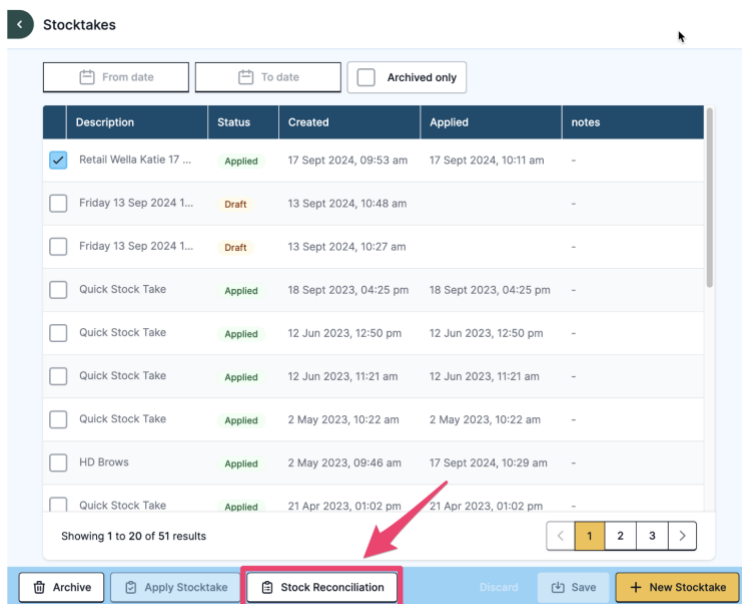 Stocktakes
From date To date Archived only
Description Status Created Applied notes
Retail Wella Katie 17 ... Applied 17 Sept 2024, 09:53 am 17 Sept 2024, 10:11 am -
Friday 13 Sep 2024 1... Draft 13 Sept 2024, 10:48 am -
Friday 13 Sep 2024 1... Draft 13 Sept 2024, 10:27 am -
Quick Stock Take Applied 18 Sept 2023, 04:25 pm 18 Sept 2023, 04:25 pm -
Quick Stock Take Applied 12 Jun 2023, 12:50 pm 12 Jun 2023, 12:50 pm -
Quick Stock Take Applied 12 Jun 2023, 11:21 am 12 Jun 2023, 11:21 am -
Quick Stock Take Applied 2 May 2023, 10:22 am 2 May 2023, 10:22 am -
HD Brows Applied 2 May 2023, 09:46 am 17 Sept 2024, 10:29 am -
Quick Stock Take Applied 21 Apr 2023, 01:02 pm 21 Apr 2023, 01:02 pm -
Showing 1 to 20 of 51 results < 1 2 3 >
Archive Apply Stocktake Stock Reconciliation Discard Save + New Stocktake